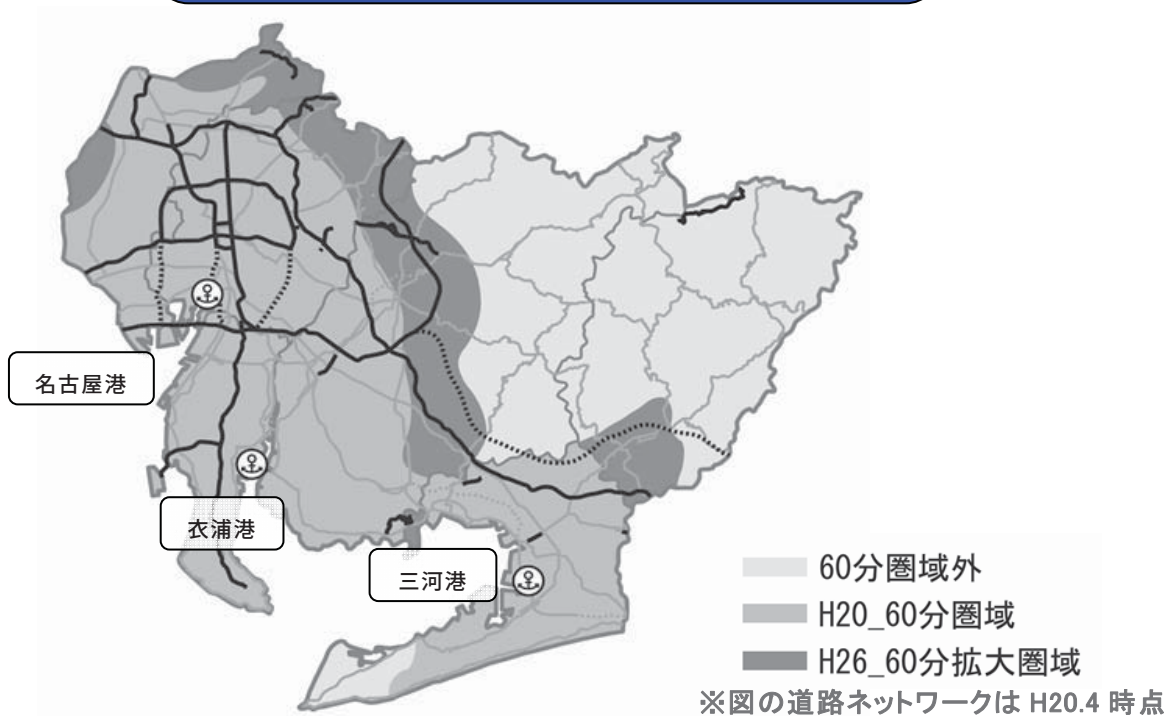 名古屋港
衣浦港
三河港
60分圏域外
H20_60分圏域
H26_60分拡大圏域
※図の道路ネットワークは H20.4 時点